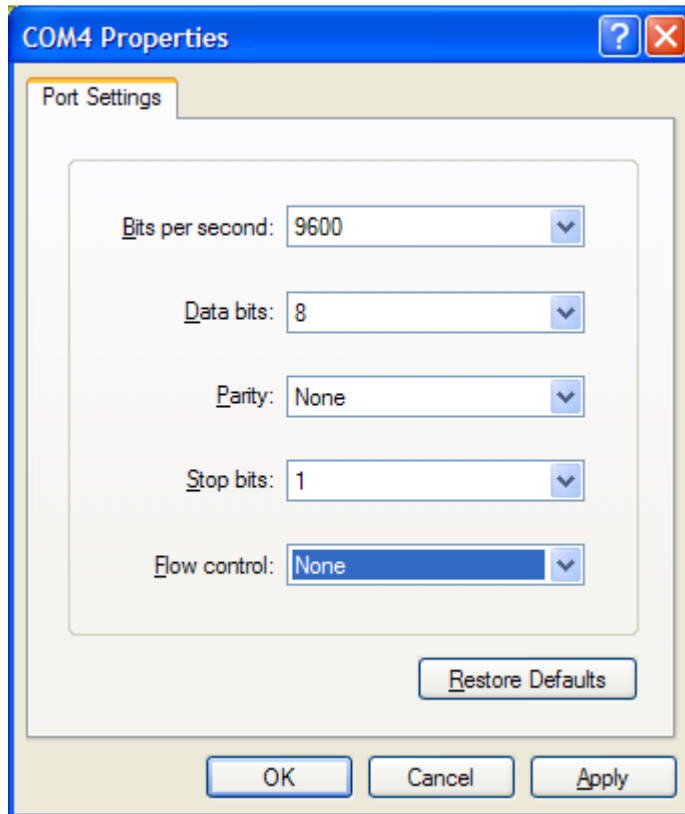 COM4 Properties
Port Settings
Bits per second: 9600
Data bits: 8
Parity: None
Stop bits: 1
Flow control: None
Restore Defaults
OK Cancel Apply